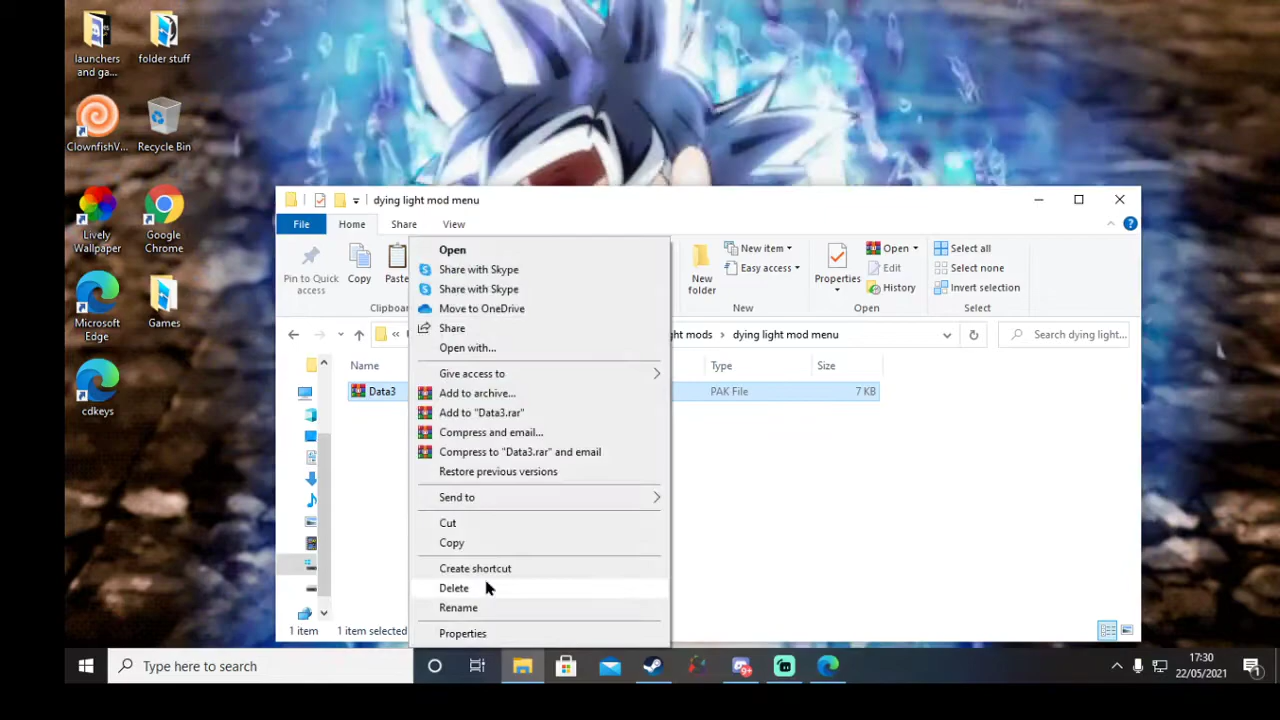 launchers
and ga...
folder stuff
ClownfishV...
Recycle Bin
Lively
Wallpaper
Google
Chrome
Microsoft
Edge
Games
cdkeys
dying light mod menu
File
Home
Share
View
Pin to Quick
access
Copy
Paste
Clipboa
New
folder
New item
Easy access
New
Properties
Open
Edit
History
Open
Select all
Select none
Invert selection
Select
«
ght mods > dying light mod menu
Search dying light...
Name
Type
Size
Data3
PAK File
7 KB
Open
Share with Skype
Share with Skype
Move to OneDrive
Share
Open with...
Give access to
Add to archive...
Add to "Data3.rar"
Compress and email...
Compress to "Data3.rar" and email
Restore previous versions
Send to
Cut
Copy
Create shortcut
Delete
Rename
Properties
1 item
1 item selected
Type here to search
9+
17:30
22/05/2021
1